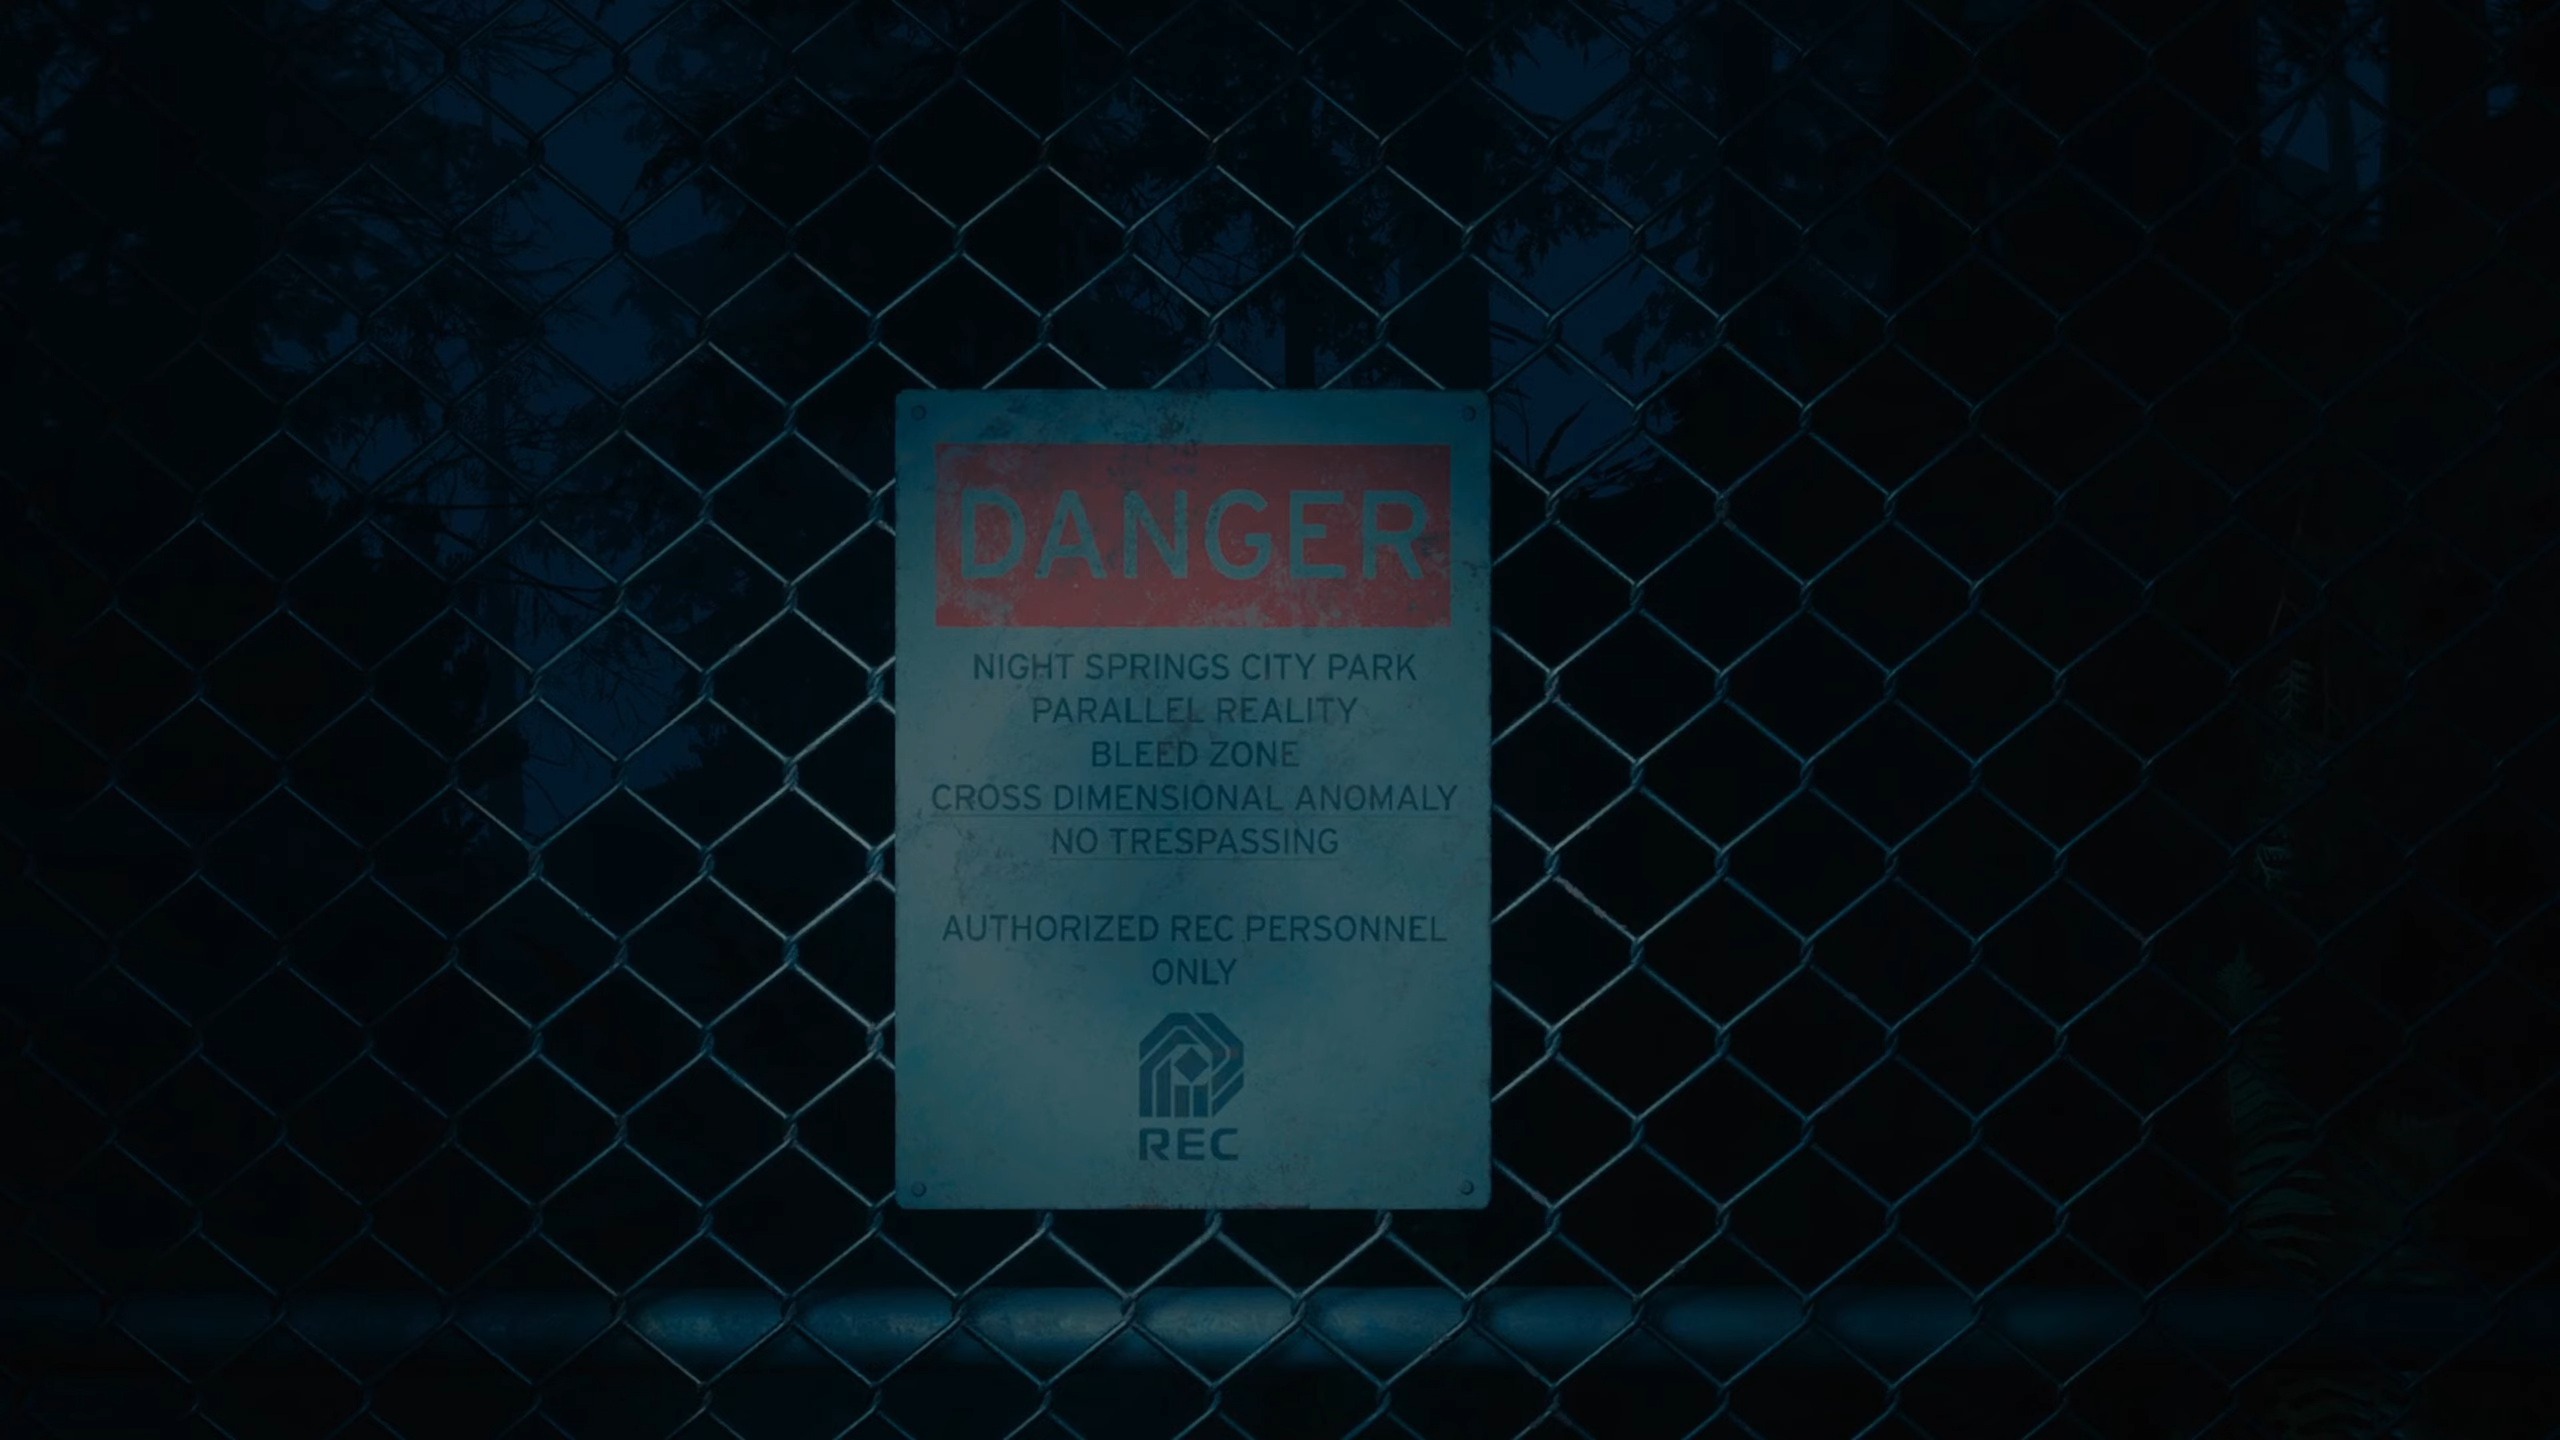 DANGER
NIGHT SPRINGS CITY PARK
PARALLEL REALITY
BLEED ZONE
CROSS DIMENSIONAL ANOMALY
NO TRESPASSING
AUTHORIZED REC PERSONNEL
ONLY
REC